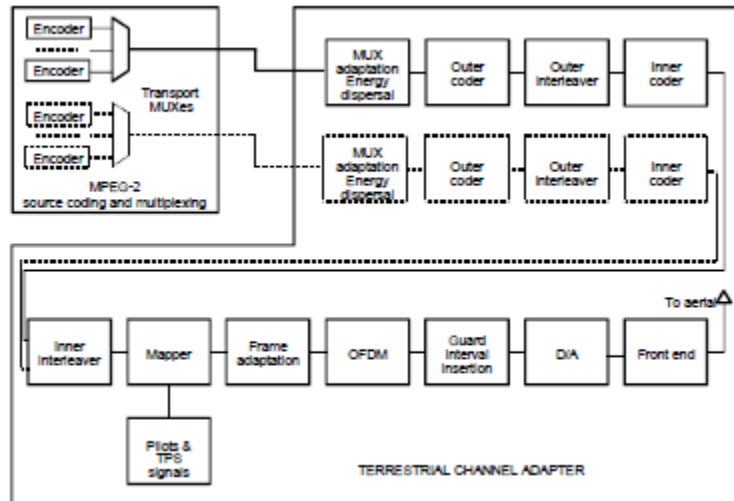 Encoder
Encoder
Transport
MUXes
Encoder
Encoder
MPEG-2
source coding and multiplexing
MUX
adaptation
Energy
dispersal
Outer
coder
Outer
Interleaver
Inner
coder
MUX
adaptation
Energy
dispersal
Outer
coder
Outer
Interleaver
Inner
coder
To aerial
Inner
Interleaver
Mapper
Frame
adaptation
OFDM
Guard
Interval
Insertion
D/A
Front end
Pilots &
TPS
signals
TERRESTRIAL CHANNEL ADAPTER